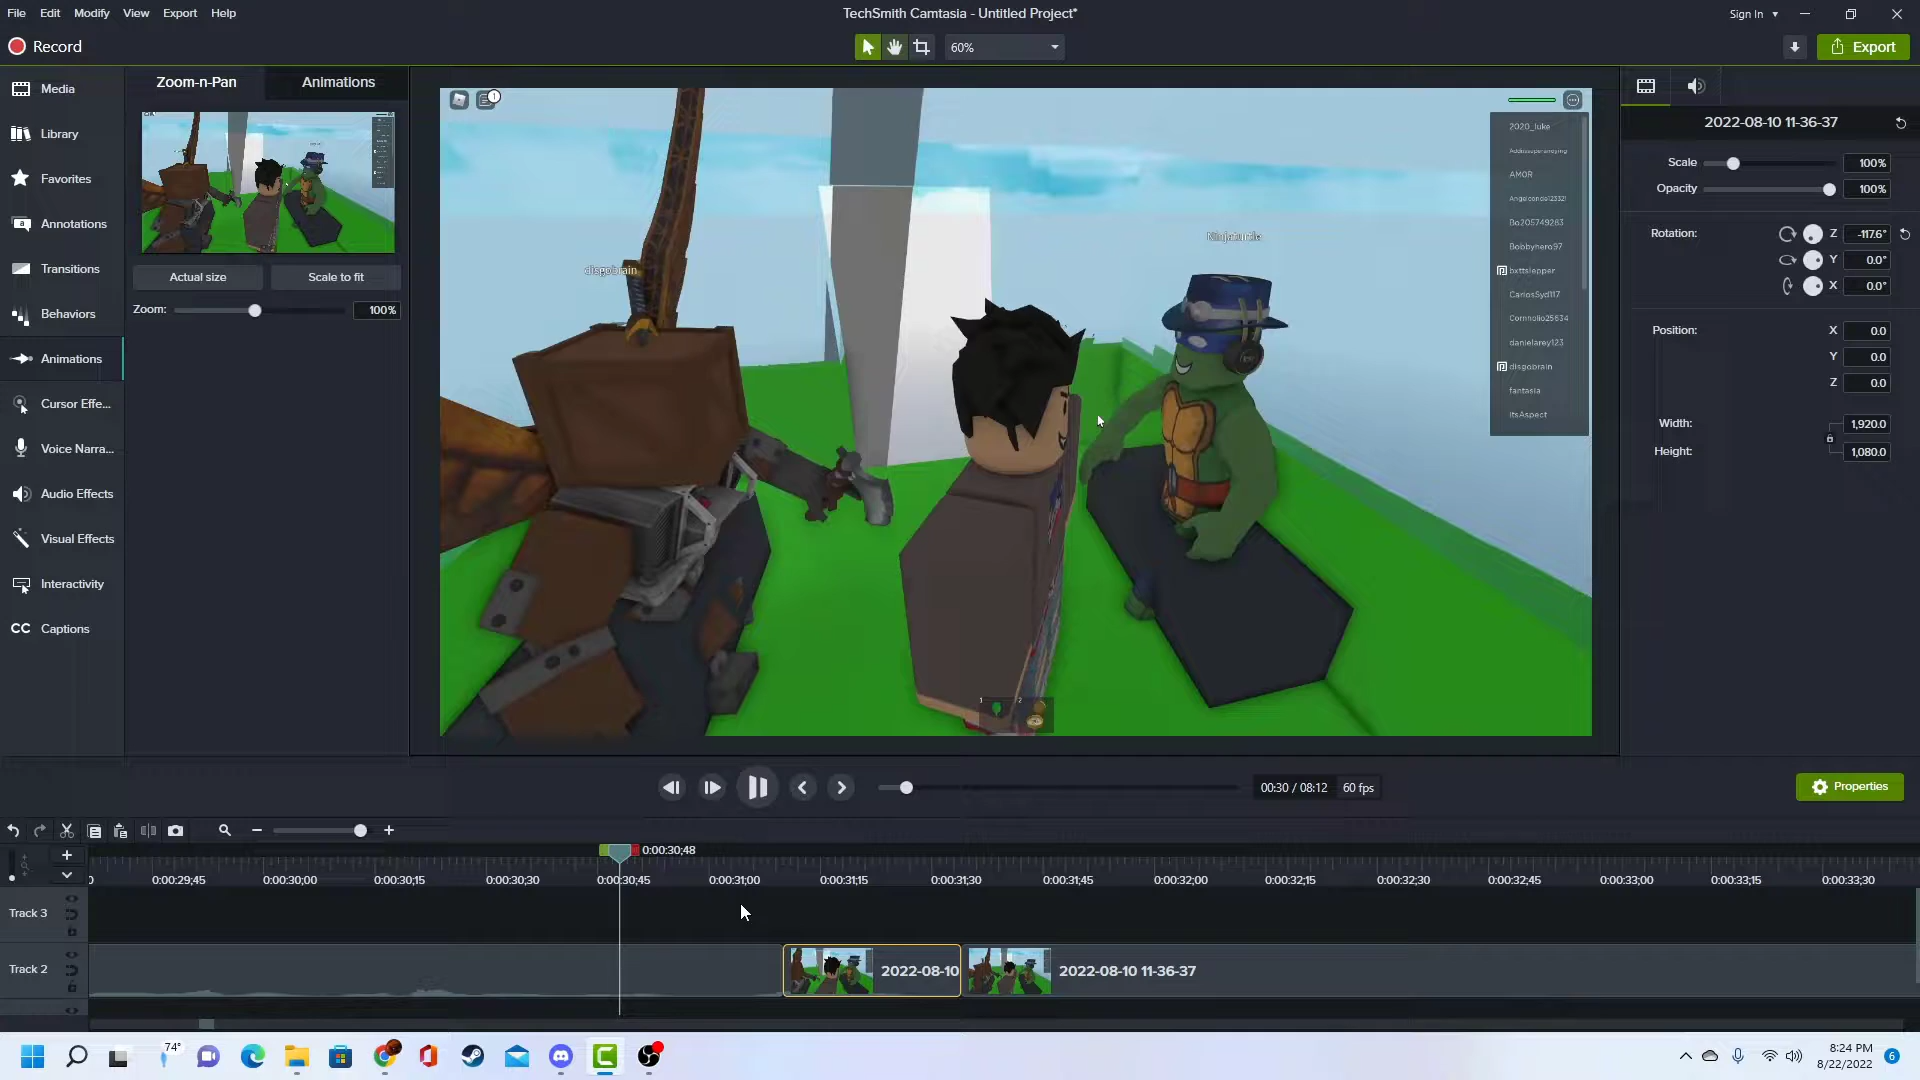 File Edit Modify View Export Help
TechSmith Camtasia - Untitled Project*
Sign In
Record
60%
Export
Media
Library
Favorites
Annotations
Transitions
Behaviors
Animations
Cursor Effe...
Voice Narra...
Audio Effects
Visual Effects
Interactivity
CC Captions
Zoom-n-Pan Animations
Actual size Scale to fit
Zoom: 100%
1
disgobrain
Ninjaturtle
2020_luke
AMOR
Bo205749283
Bobbynero97
bxttslepper
CarlosSyd117
Cornholio25634
danielarey123
disgobrain
fantasia
ItsAspect
1 2
2022-08-10 11-36-37
Scale 100%
Opacity 100%
Rotation: Z -117.6°
Y 0.0°
X 0.0°
Position: X 0.0
Y 0.0
Z 0.0
Width: 1,920.0
Height: 1,080.0
00:30 / 08:12 60 fps
Properties
0:00:30;48
0:00:29;45 0:00:30;00 0:00:30;15 0:00:30;30 0:00:30;45 0:00:31;00 0:00:31;15 0:00:31;30 0:00:31;45 0:00:32;00 0:00:32;15 0:00:32;30 0:00:32;45 0:00:33;00 0:00:33;15 0:00:33;30
Track 3
Track 2
2022-08-10
2022-08-10 11-36-37
74°
8:24 PM
8/22/2022
6